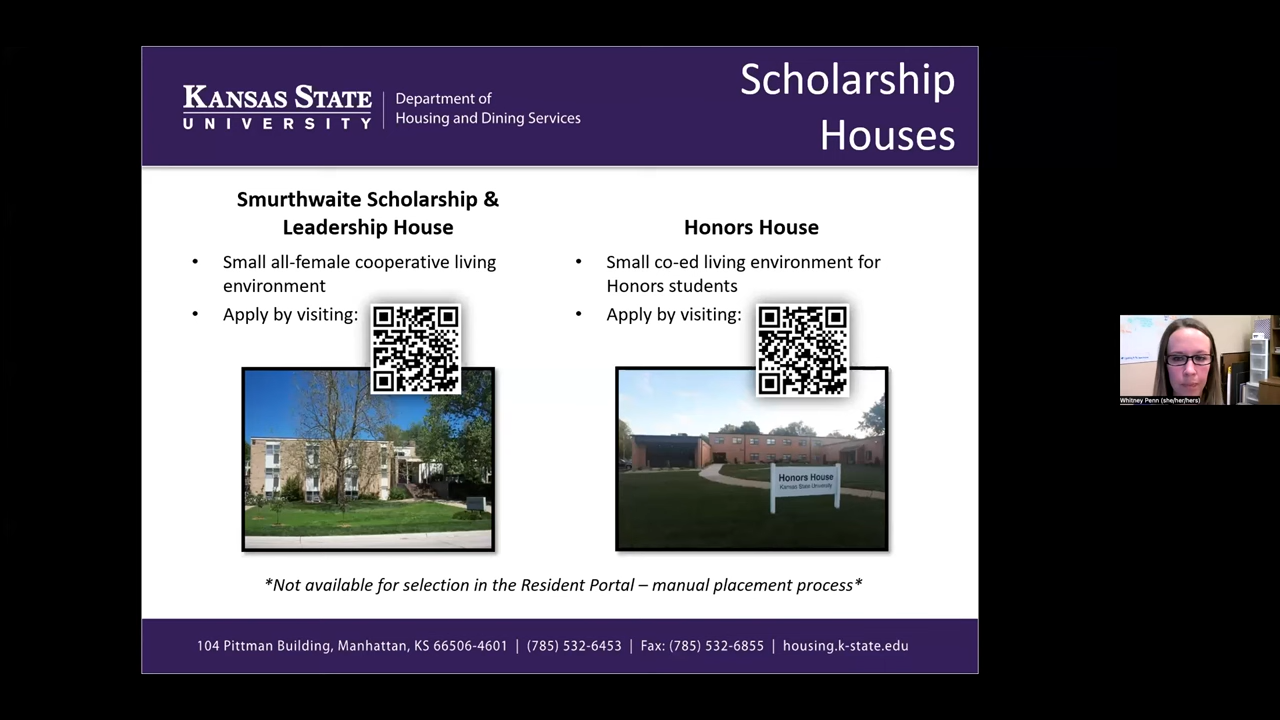 KANSAS STATE
UNIVERSITY
Department of
Housing and Dining Services
Scholarship
Houses
Smurthwaite Scholarship &
Leadership House
• Small all-female cooperative living
environment
• Apply by visiting:
Honors House
• Small co-ed living environment for
Honors students
• Apply by visiting:
Honors House
Kansas State University
*Not available for selection in the Resident Portal – manual placement process*
104 Pittman Building, Manhattan, KS 66506-4601 | (785) 532-6453 | Fax: (785) 532-6855 | housing.k-state.edu
Whitney Penn (she/her/hers)